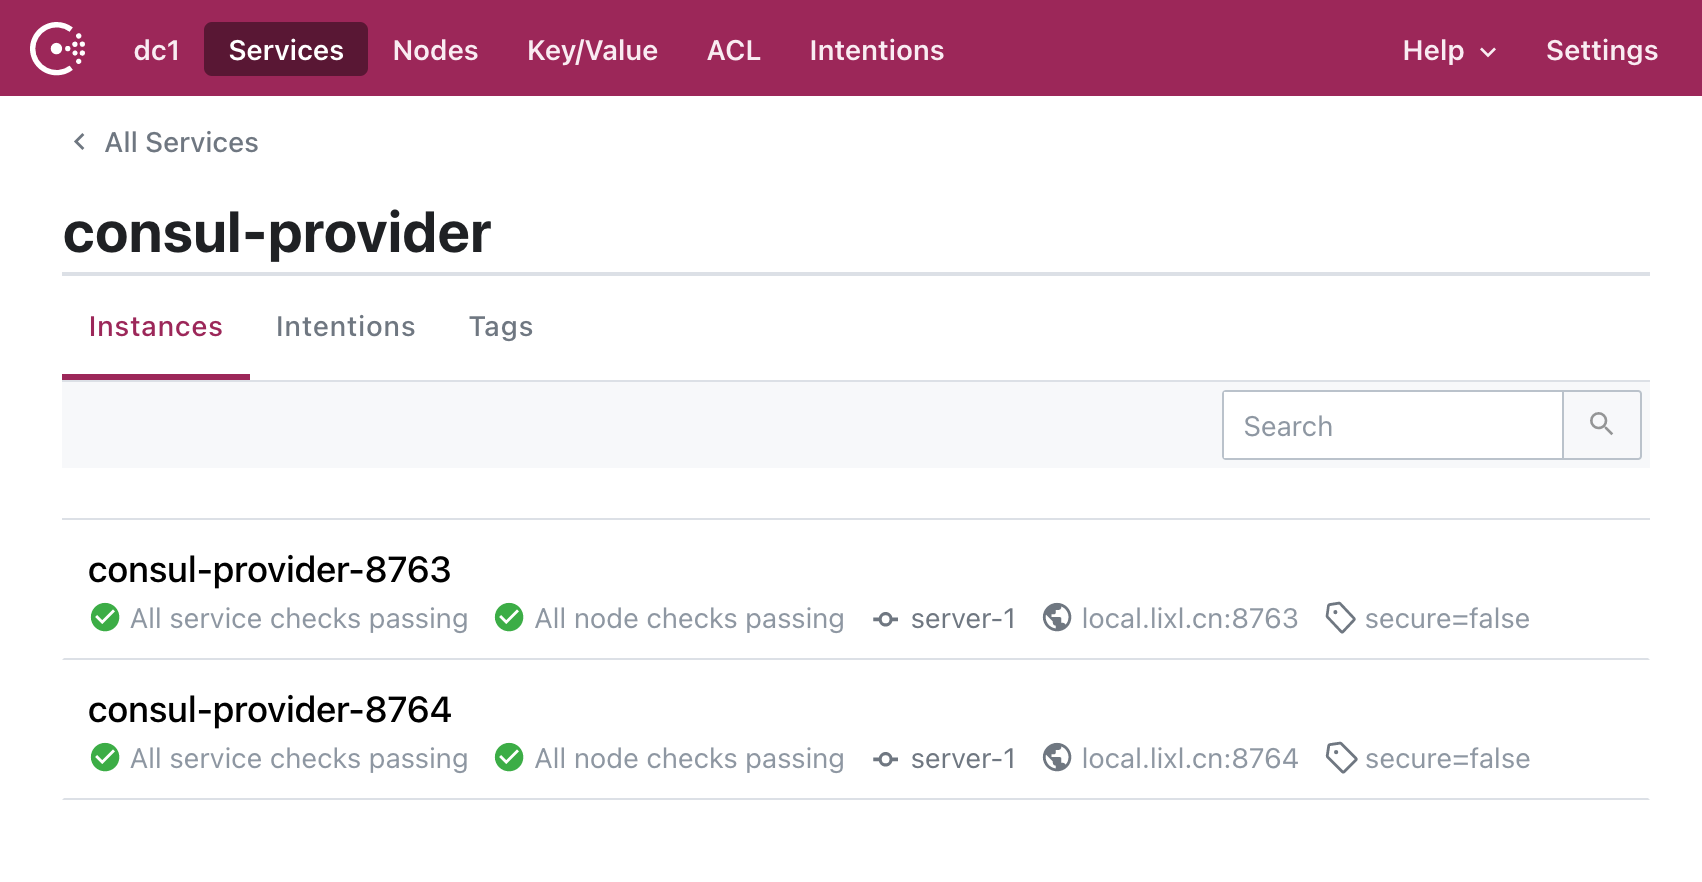 dc1 Services Nodes Key/Value ACL Intentions Help Settings
All Services
consul-provider
Instances Intentions Tags
Search
consul-provider-8763
All service checks passing All node checks passing server-1 local.lixl.cn:8763 secure=false
consul-provider-8764
All service checks passing All node checks passing server-1 local.lixl.cn:8764 secure=false